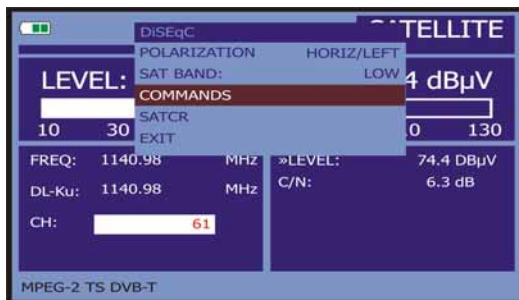 DiSEqC
TELLITE
POLARIZATION HORIZ/LEFT
SAT BAND: LOW
LEVEL: 4 dBµV
COMMANDS
SATCR
10 30 0 130
EXIT
FREQ: 1140.98 MHz »LEVEL: 74.4 DBµV
DL-Ku: 1140.98 MHz C/N: 6.3 dB
CH: 61
MPEG-2 TS DVB-T